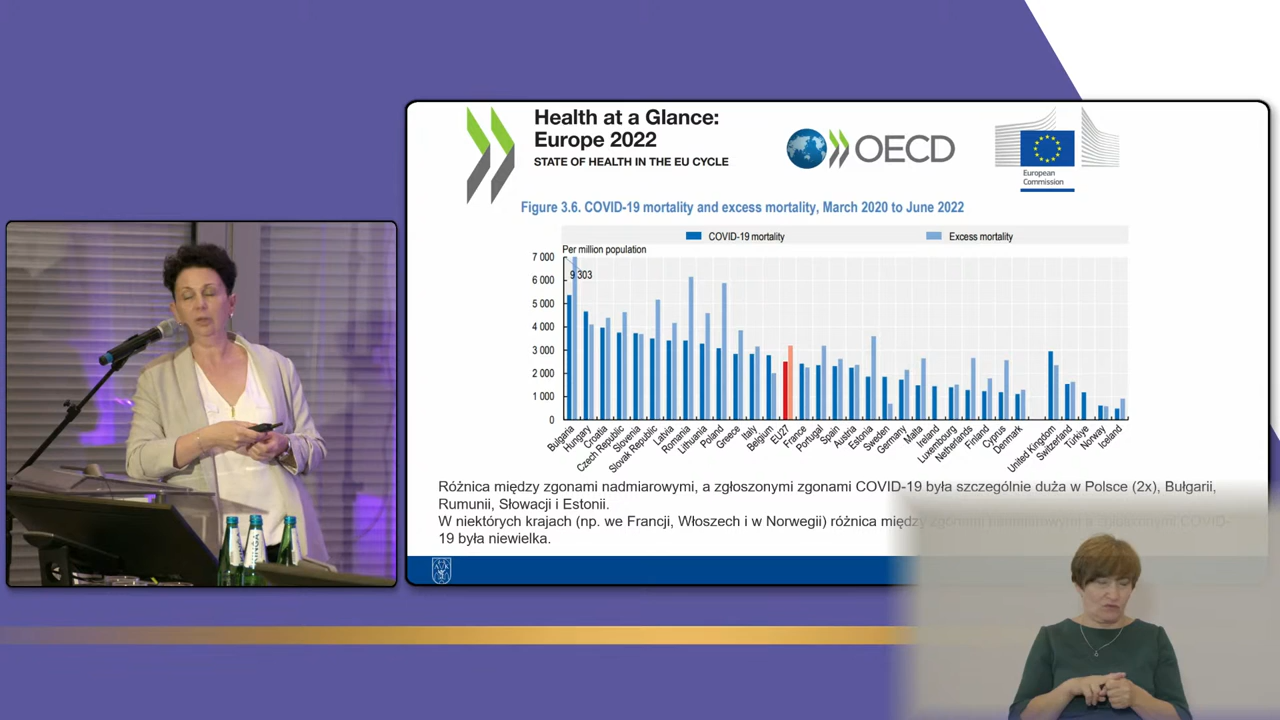 Health at a Glance:
Europe 2022
STATE OF HEALTH IN THE EU CYCLE
OECD
European
Commission
Figure 3.6. COVID-19 mortality and excess mortality, March 2020 to June 2022
COVID-19 mortality
Excess mortality
Per million population
7 000
9 303
6 000
5 000
4 000
3 000
2 000
1 000
0
Bulgaria
Hungary
Croatia
Czech Republic
Slovenia
Slovak Republic
Latvia
Romania
Lithuania
Poland
Greece
Italy
Belgium
EU27
France
Portugal
Spain
Austria
Estonia
Sweden
Germany
Malta
Ireland
Luxembourg
Netherlands
Finland
Cyprus
Denmark
United Kingdom
Switzerland
Türkiye
Norway
Iceland
Różnica między zgonami nadmiarowymi, a zgłoszonymi zgonami COVID-19 była szczególnie duża w Polsce (2x), Bułgarii,
Rumunii, Słowacji i Estonii.
W niektórych krajach (np. we Francji, Włoszech i w Norwegii) różnica między zgonami nadmiarowymi a zgłoszonymi COVID-
19 była niewielka.